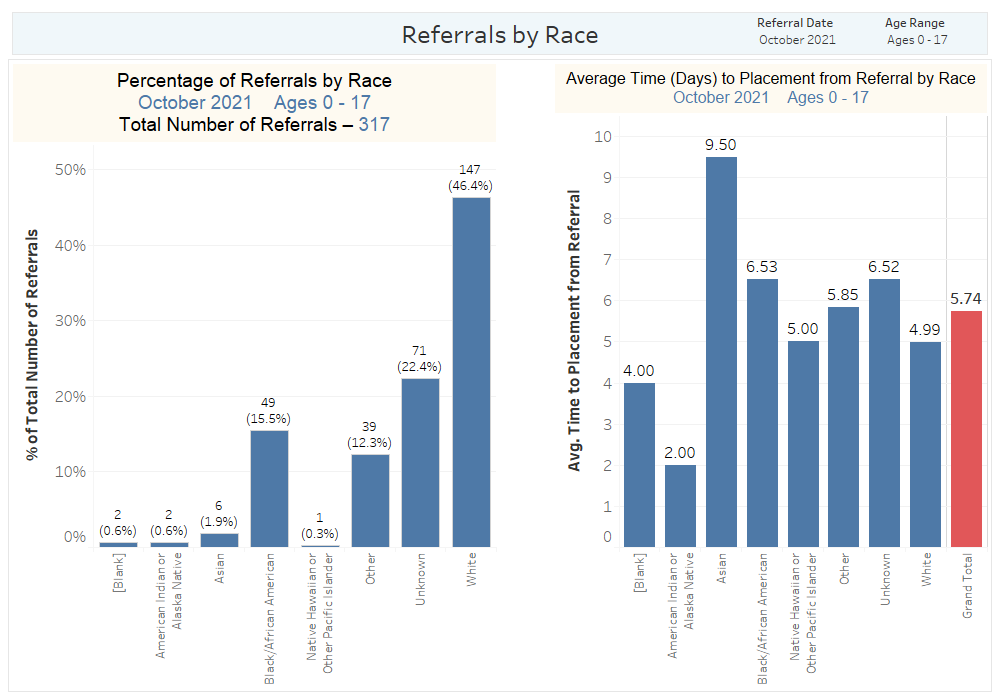 Referrals by Race
Referral Date
October 2021
Age Range
Ages 0 - 17
Percentage of Referrals by Race
October 2021 Ages 0 - 17
Total Number of Referrals – 317
% of Total Number of Referrals
50%
40%
30%
20%
10%
0%
2
(0.6%)
2
(0.6%)
6
(1.9%)
49
(15.5%)
1
(0.3%)
39
(12.3%)
71
(22.4%)
147
(46.4%)
[Blank]
American Indian or
Alaska Native
Asian
Black/African American
Native Hawaiian or
Other Pacific Islander
Other
Unknown
White
Average Time (Days) to Placement from Referral by Race
October 2021 Ages 0 - 17
Avg. Time to Placement from Referral
10
9
8
7
6
5
4
3
2
1
0
4.00
2.00
9.50
6.53
5.00
5.85
6.52
4.99
5.74
[Blank]
American Indian or
Alaska Native
Asian
Black/African American
Native Hawaiian or
Other Pacific Islander
Other
Unknown
White
Grand Total